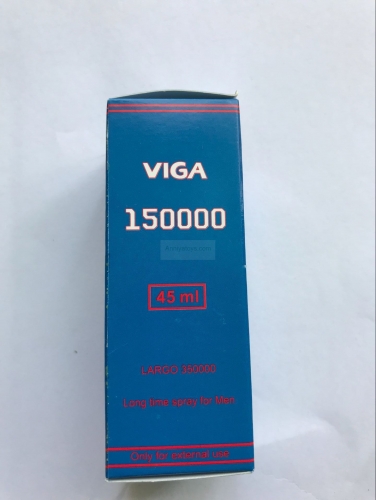 VIGA
150000
45 ml
LARGO 150000
Long time spray for Men
Only for external use